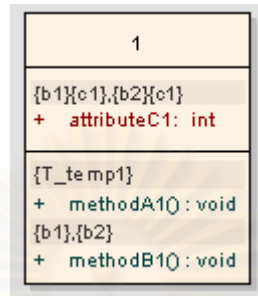 1
{b1}{c1},{b2}{c1}
+ attributeC1: int
{T_temp1}
+ methodA1() : void
{b1},{b2}
+ methodB1() : void